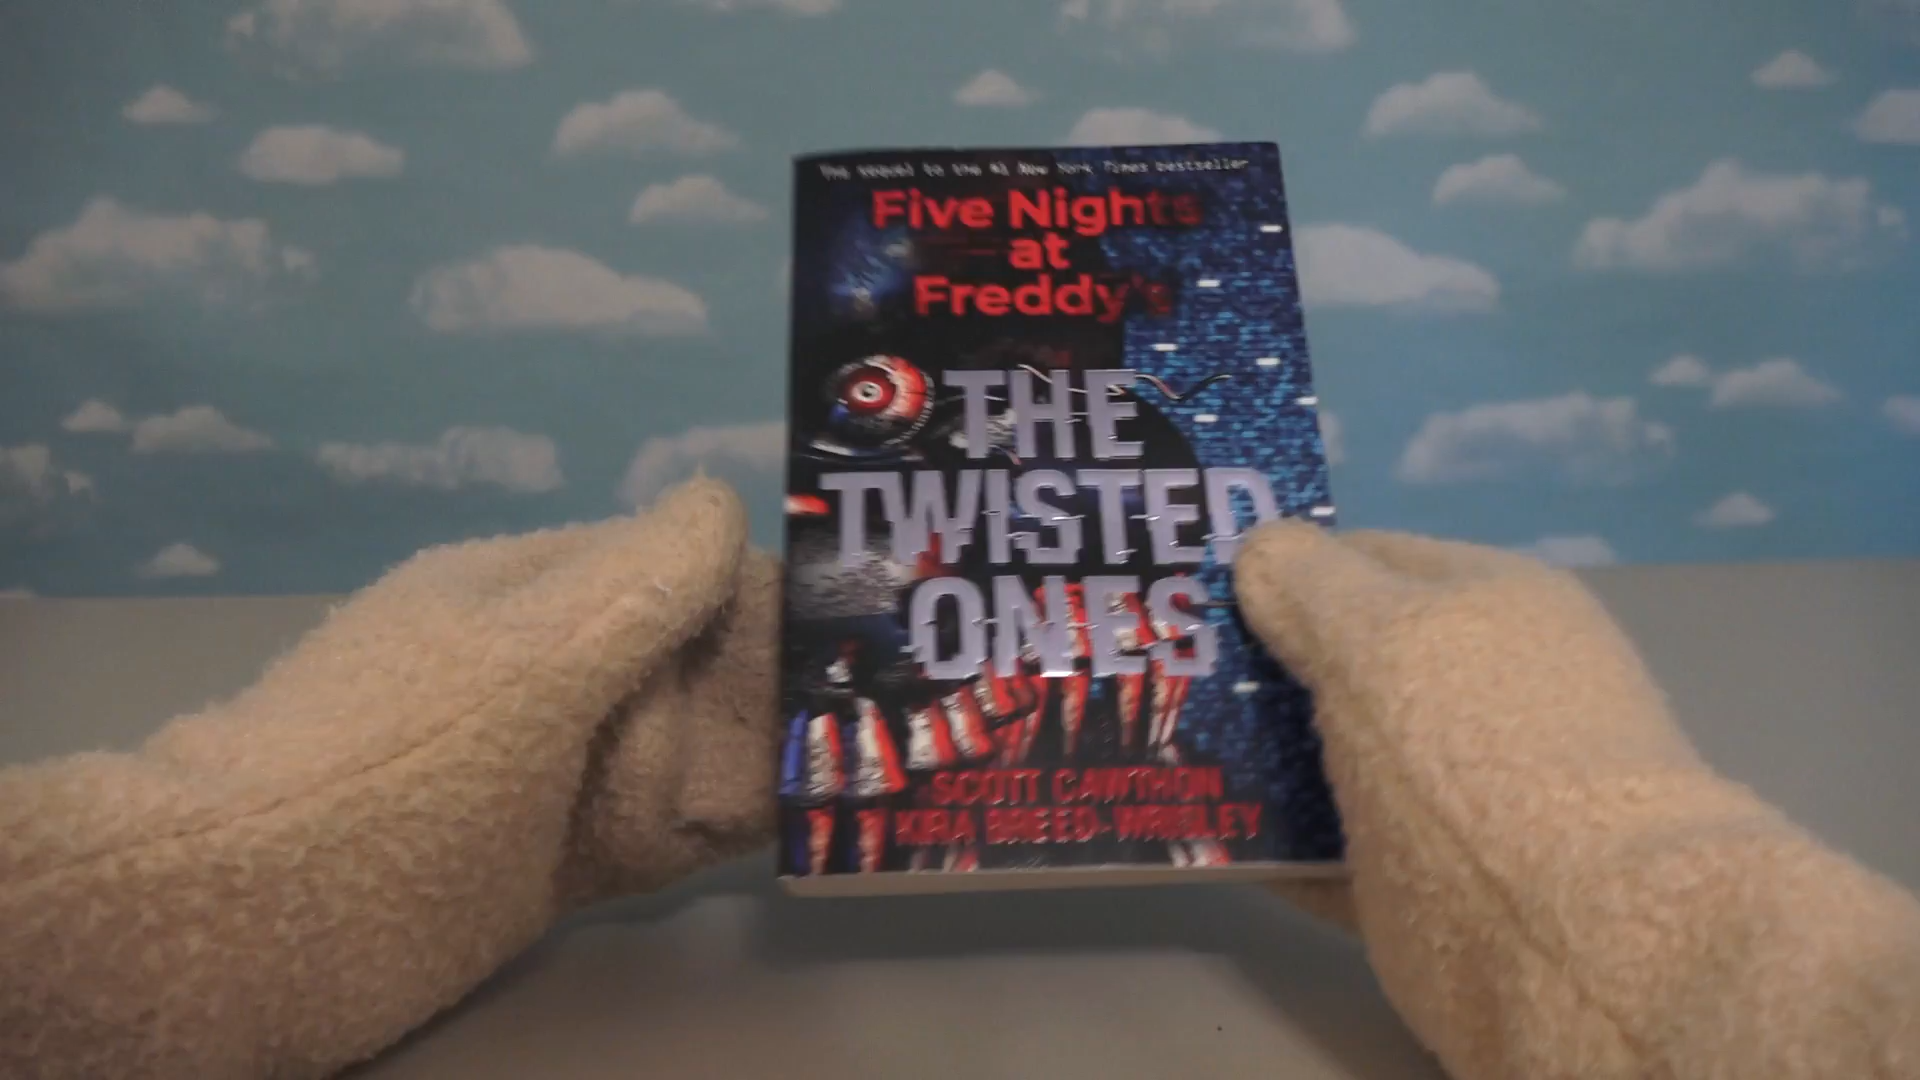 The sequel to the #1 New York Times bestseller
Five Nights
at
Freddy's
THE
TWISTED
ONES
SCOTT CAWTHON
KIRA BREED-WRISLEY